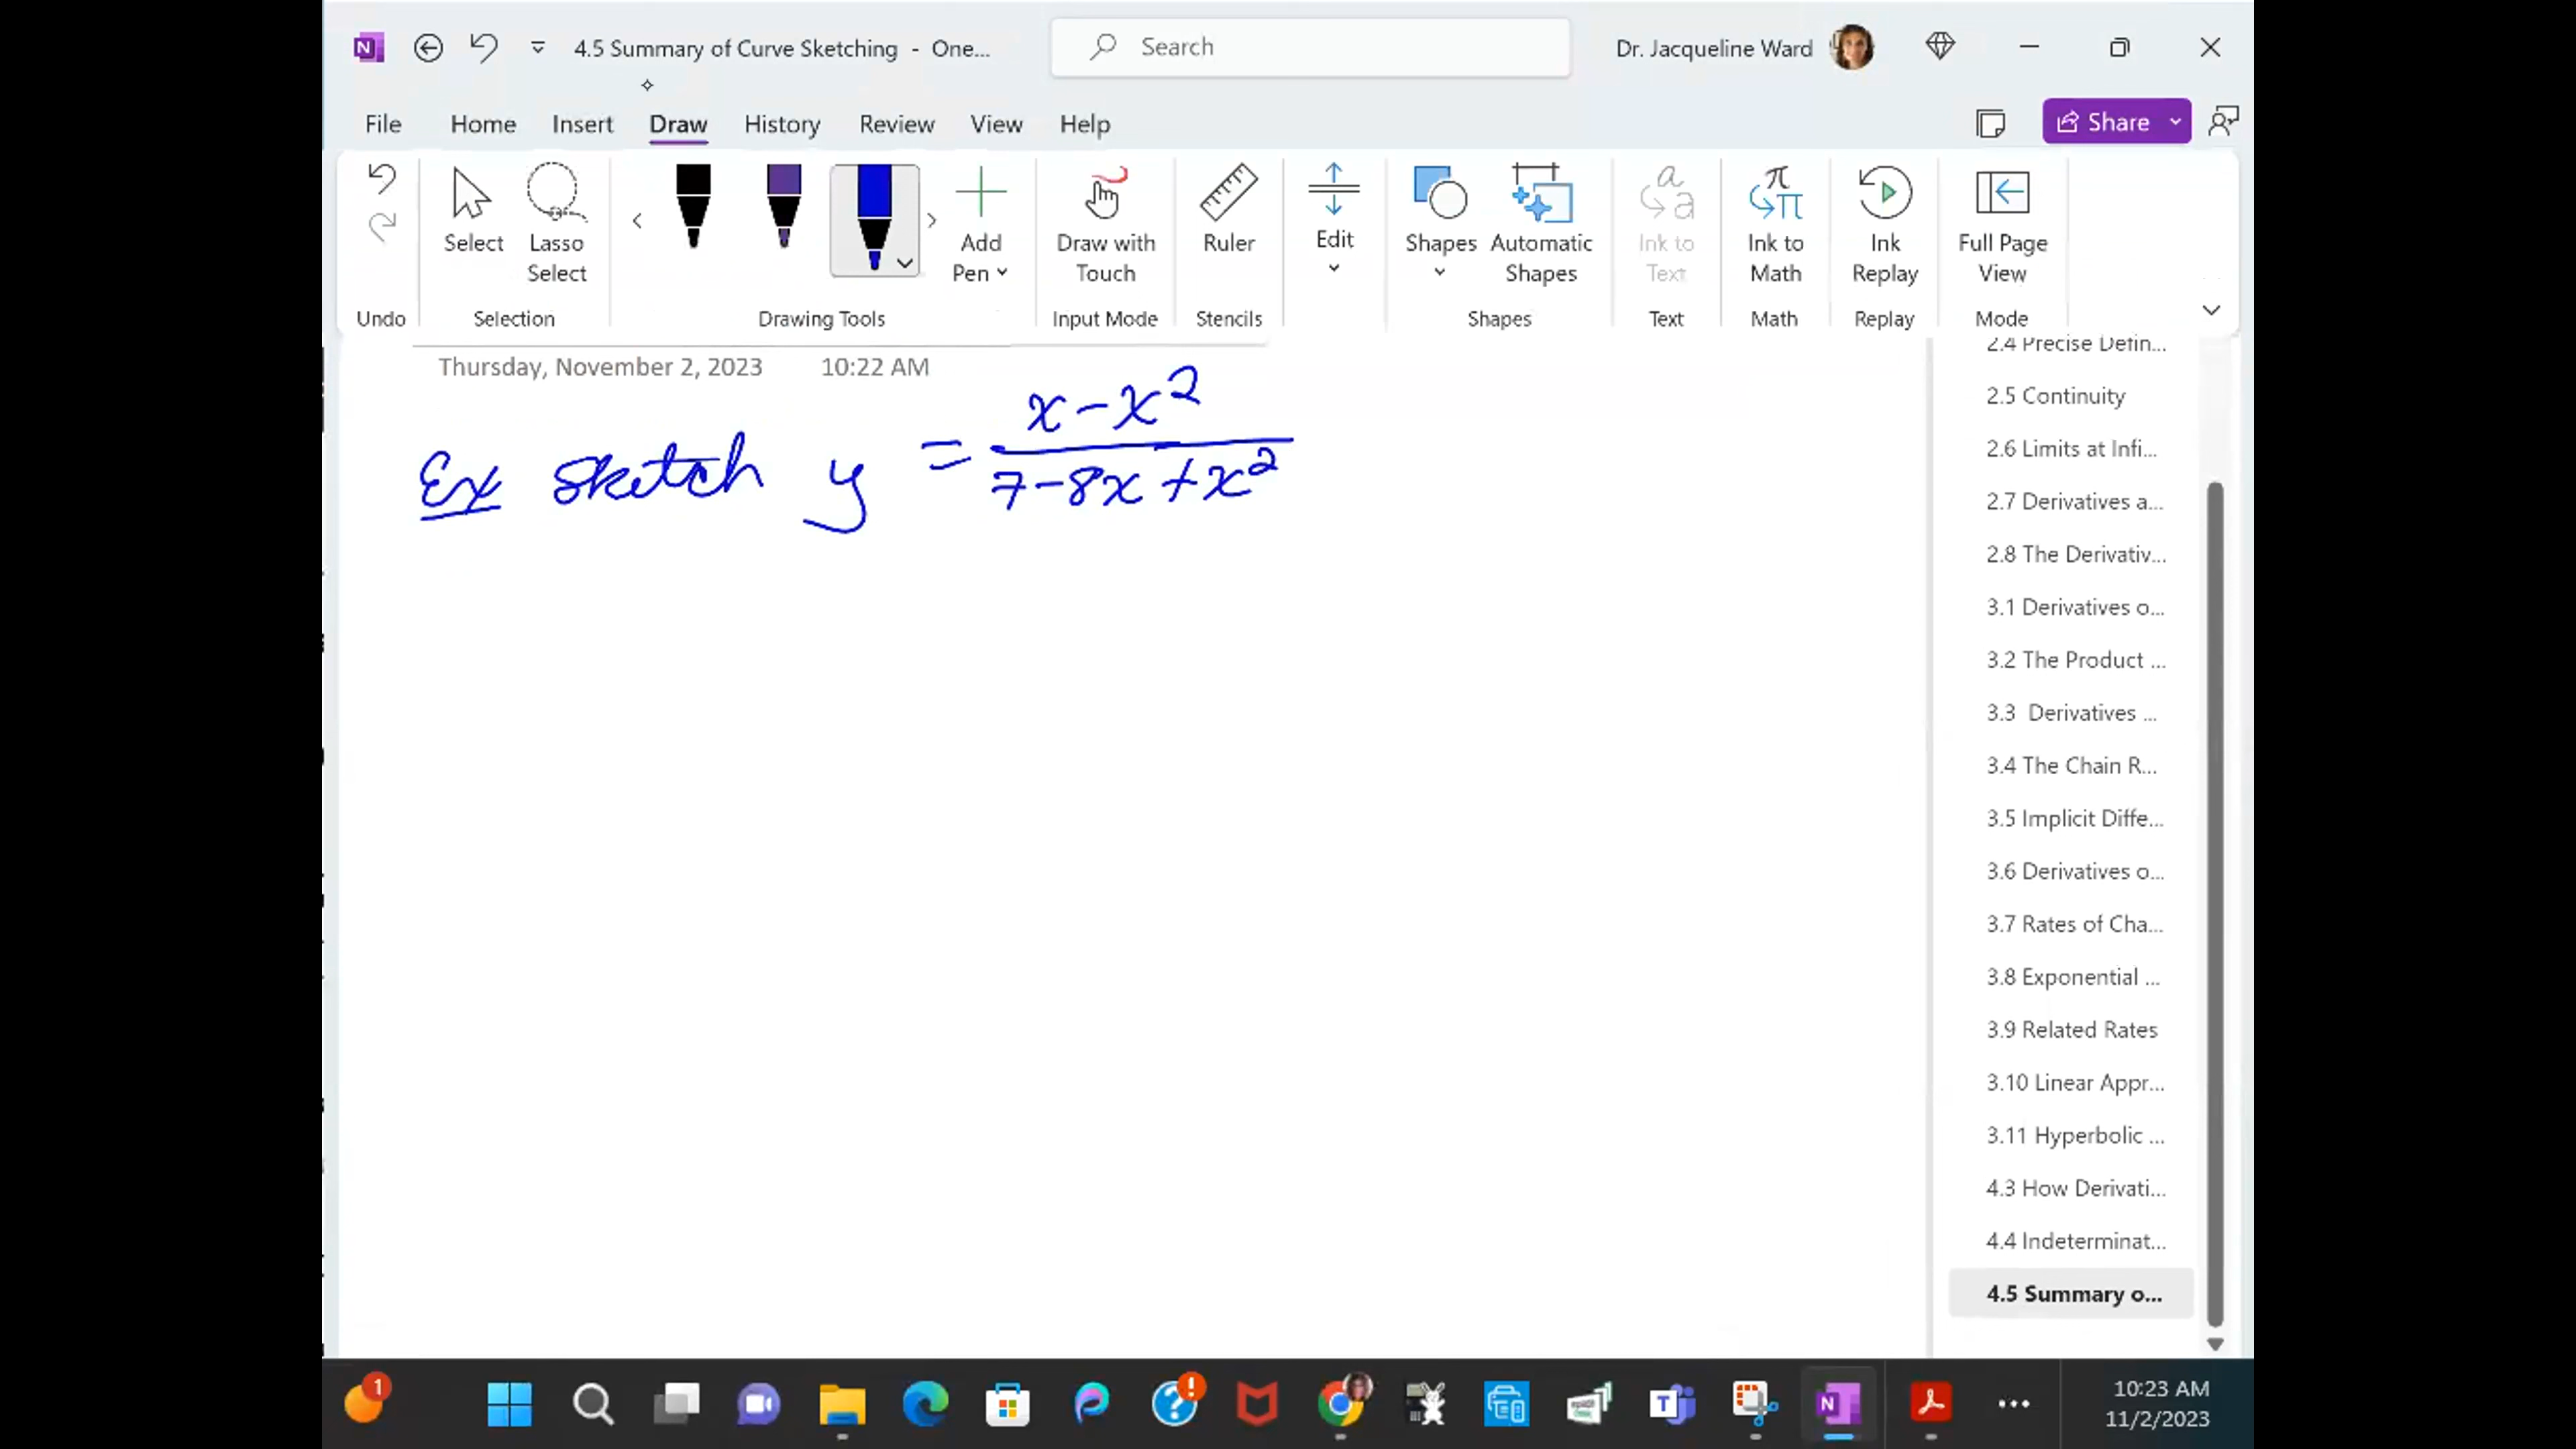 4.5 Summary of Curve Sketching - One...
Search
Dr. Jacqueline Ward
File Home Insert Draw History Review View Help
Share
Select
Lasso Select
Add Pen
Draw with Touch
Ruler
Edit
Shapes
Automatic Shapes
Ink to Text
Ink to Math
Ink Replay
Full Page View
Undo Selection Drawing Tools Input Mode Stencils Shapes Text Math Replay Mode
Thursday, November 2, 2023 10:22 AM
Ex sketch y = (x-x²)/(7-8x+x²)
2.4 Precise Defin...
2.5 Continuity
2.6 Limits at Infi...
2.7 Derivatives a...
2.8 The Derivativ...
3.1 Derivatives o...
3.2 The Product ...
3.3 Derivatives ...
3.4 The Chain R...
3.5 Implicit Diffe...
3.6 Derivatives o...
3.7 Rates of Cha...
3.8 Exponential ...
3.9 Related Rates
3.10 Linear Appr...
3.11 Hyperbolic ...
4.3 How Derivati...
4.4 Indeterminat...
4.5 Summary o...
1
10:23 AM
11/2/2023